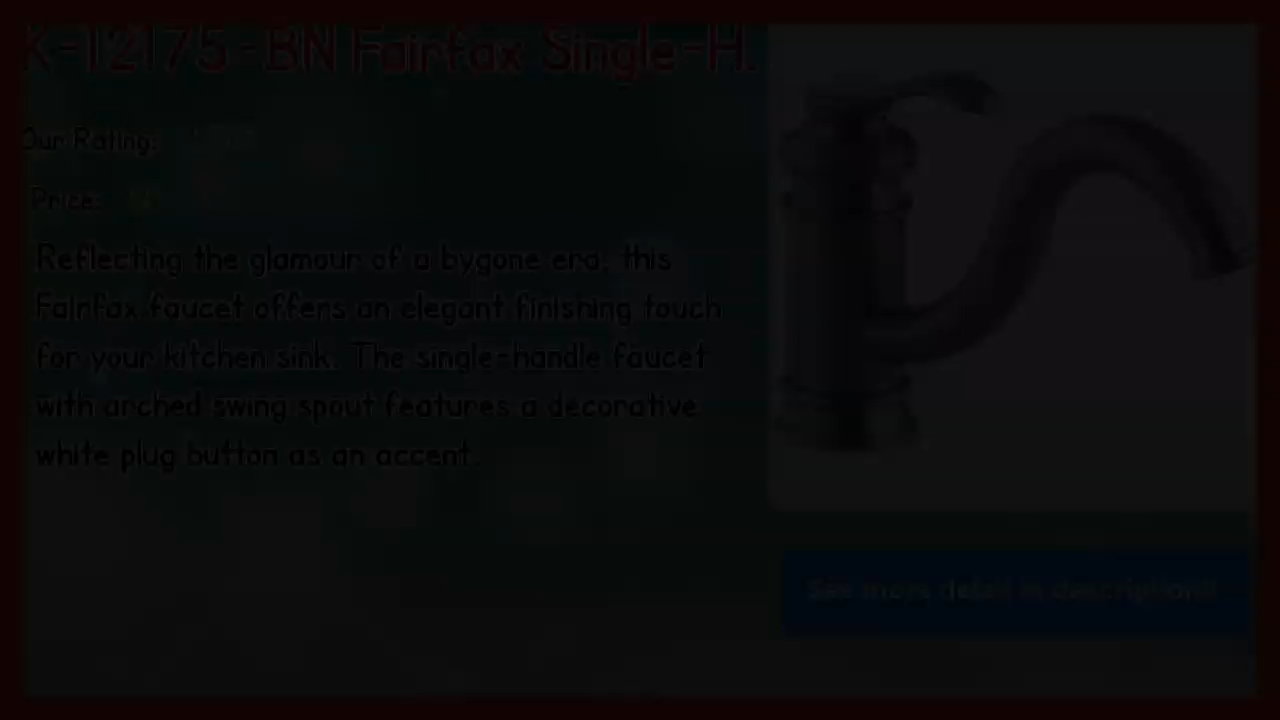 K-12175-BN Fairfax Single-H.
Our Rating:
Price:
Reflecting the glamour of a bygone era, this
Fairfax faucet offers an elegant finishing touch
for your kitchen sink. The single-handle faucet
with arched swing spout features a decorative
white plug button as an accent.
See more detail in description!